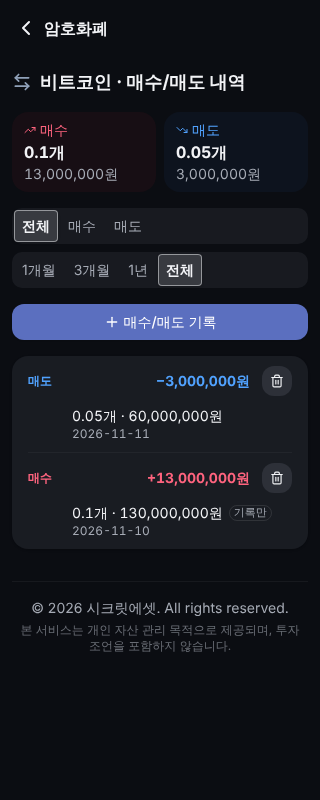 암호화폐
비트코인 · 매수/매도 내역
매수
0.1개
13,000,000원
매도
0.05개
3,000,000원
전체 매수 매도
1개월 3개월 1년 전체
+ 매수/매도 기록
매도 −3,000,000원
0.05개 · 60,000,000원
2026-11-11
매수 +13,000,000원
0.1개 · 130,000,000원 기록만
2026-11-10
© 2026 시크릿에셋. All rights reserved.
본 서비스는 개인 자산 관리 목적으로 제공되며, 투자
조언을 포함하지 않습니다.